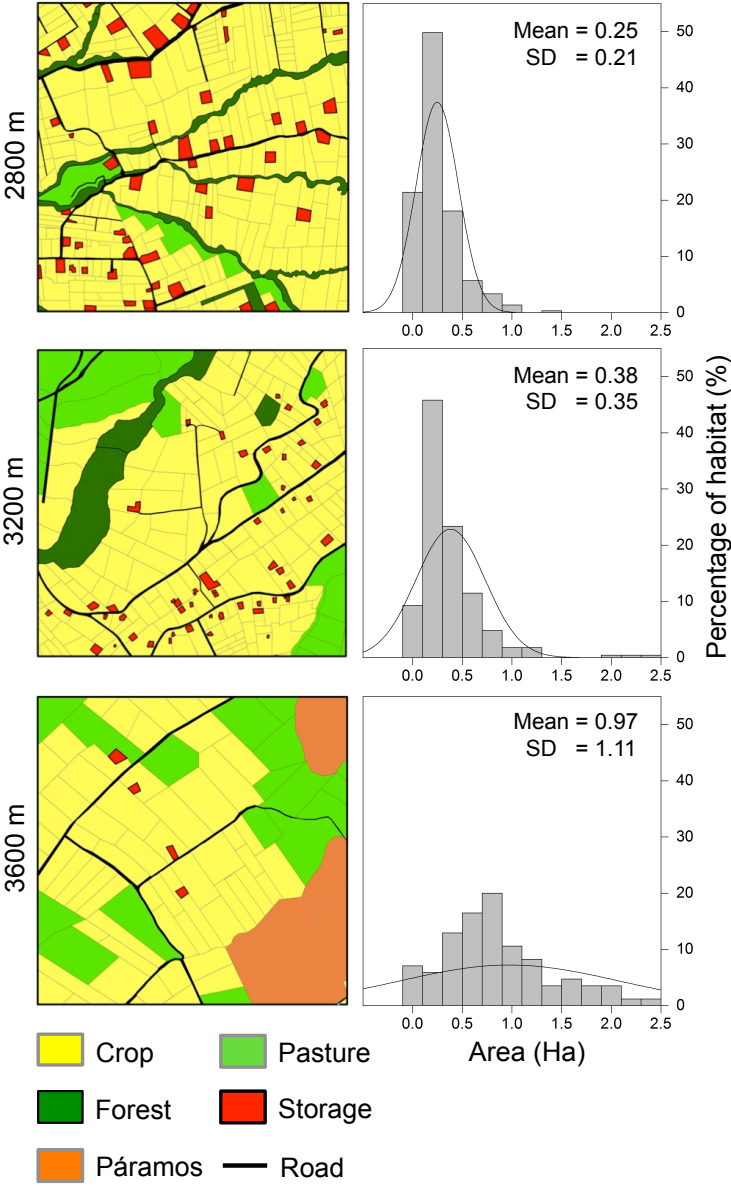 2800 m
Mean = 0.25
SD = 0.21
50
40
30
20
10
0
0.0 0.5 1.0 1.5 2.0 2.5
3200 m
Mean = 0.38
SD = 0.35
50
40
30
20
10
0
0.0 0.5 1.0 1.5 2.0 2.5
Percentage of habitat (%)
3600 m
Mean = 0.97
SD = 1.11
50
40
30
20
10
0
0.0 0.5 1.0 1.5 2.0 2.5
Area (Ha)
Crop Pasture
Forest Storage
Páramos Road